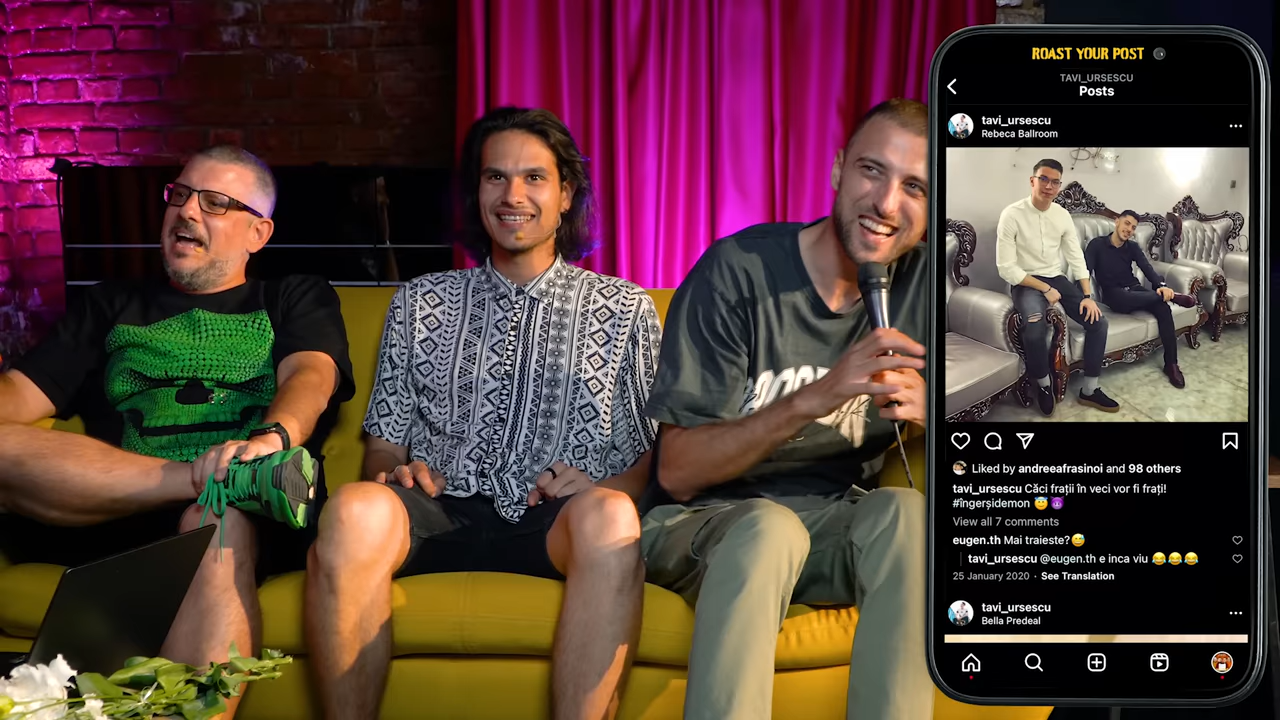 ROAST YOUR POST
TAVI_URSESCU
Posts
tavi_ursescu
Rebeca Ballroom
Liked by andreeafrasinoi and 98 others
tavi_ursescu Căci frații în veci vor fi frați!
#îngerșidemon 😇😈
View all 7 comments
eugen.th Mai traieste?😅
tavi_ursescu @eugen.th e inca viu 😂😂😂
25 January 2020 · See Translation
tavi_ursescu
Bella Predeal